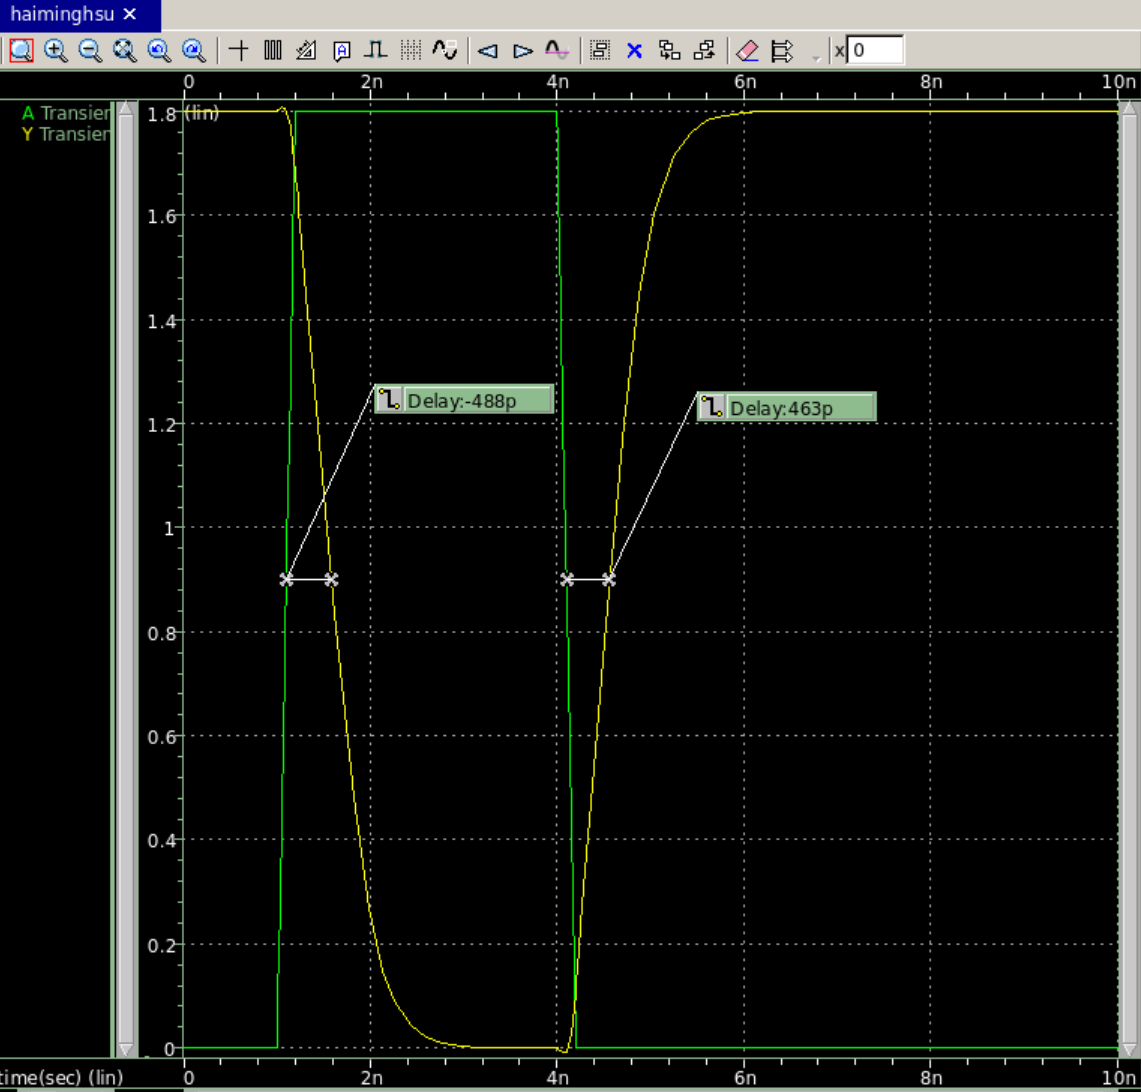 haiminghsu ×
A
x 0
0 2n 4n 6n 8n 10n
A Transien
Y Transien
1.8 (lin)
1.6
1.4
Delay:-488p
Delay:463p
1.2
1
0.8
0.6
0.4
0.2
0
time(sec) (lin) 0 2n 4n 6n 8n 10n